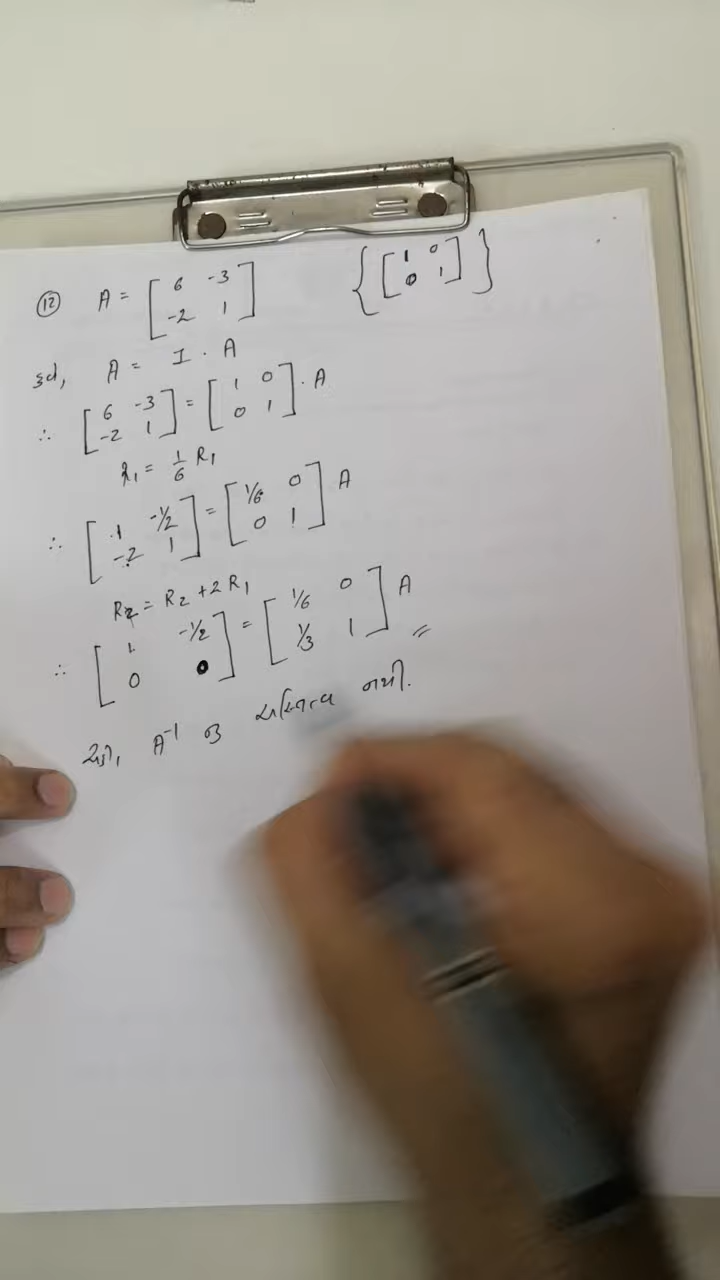 ⑫ A = [6 -3; -2 1] {[1 0; 0 1]}
હવે, A = I . A
∴ [6 -3; -2 1] = [1 0; 0 1] . A
R₁ = 1/6 R₁
∴ [1 -1/2; -2 1] = [1/6 0; 0 1] A
R₂ = R₂ + 2 R₁
∴ [1 -1/2; 0 0] = [1/6 0; 1/3 1] A
A⁻¹ નું અસ્તિત્વ નથી.